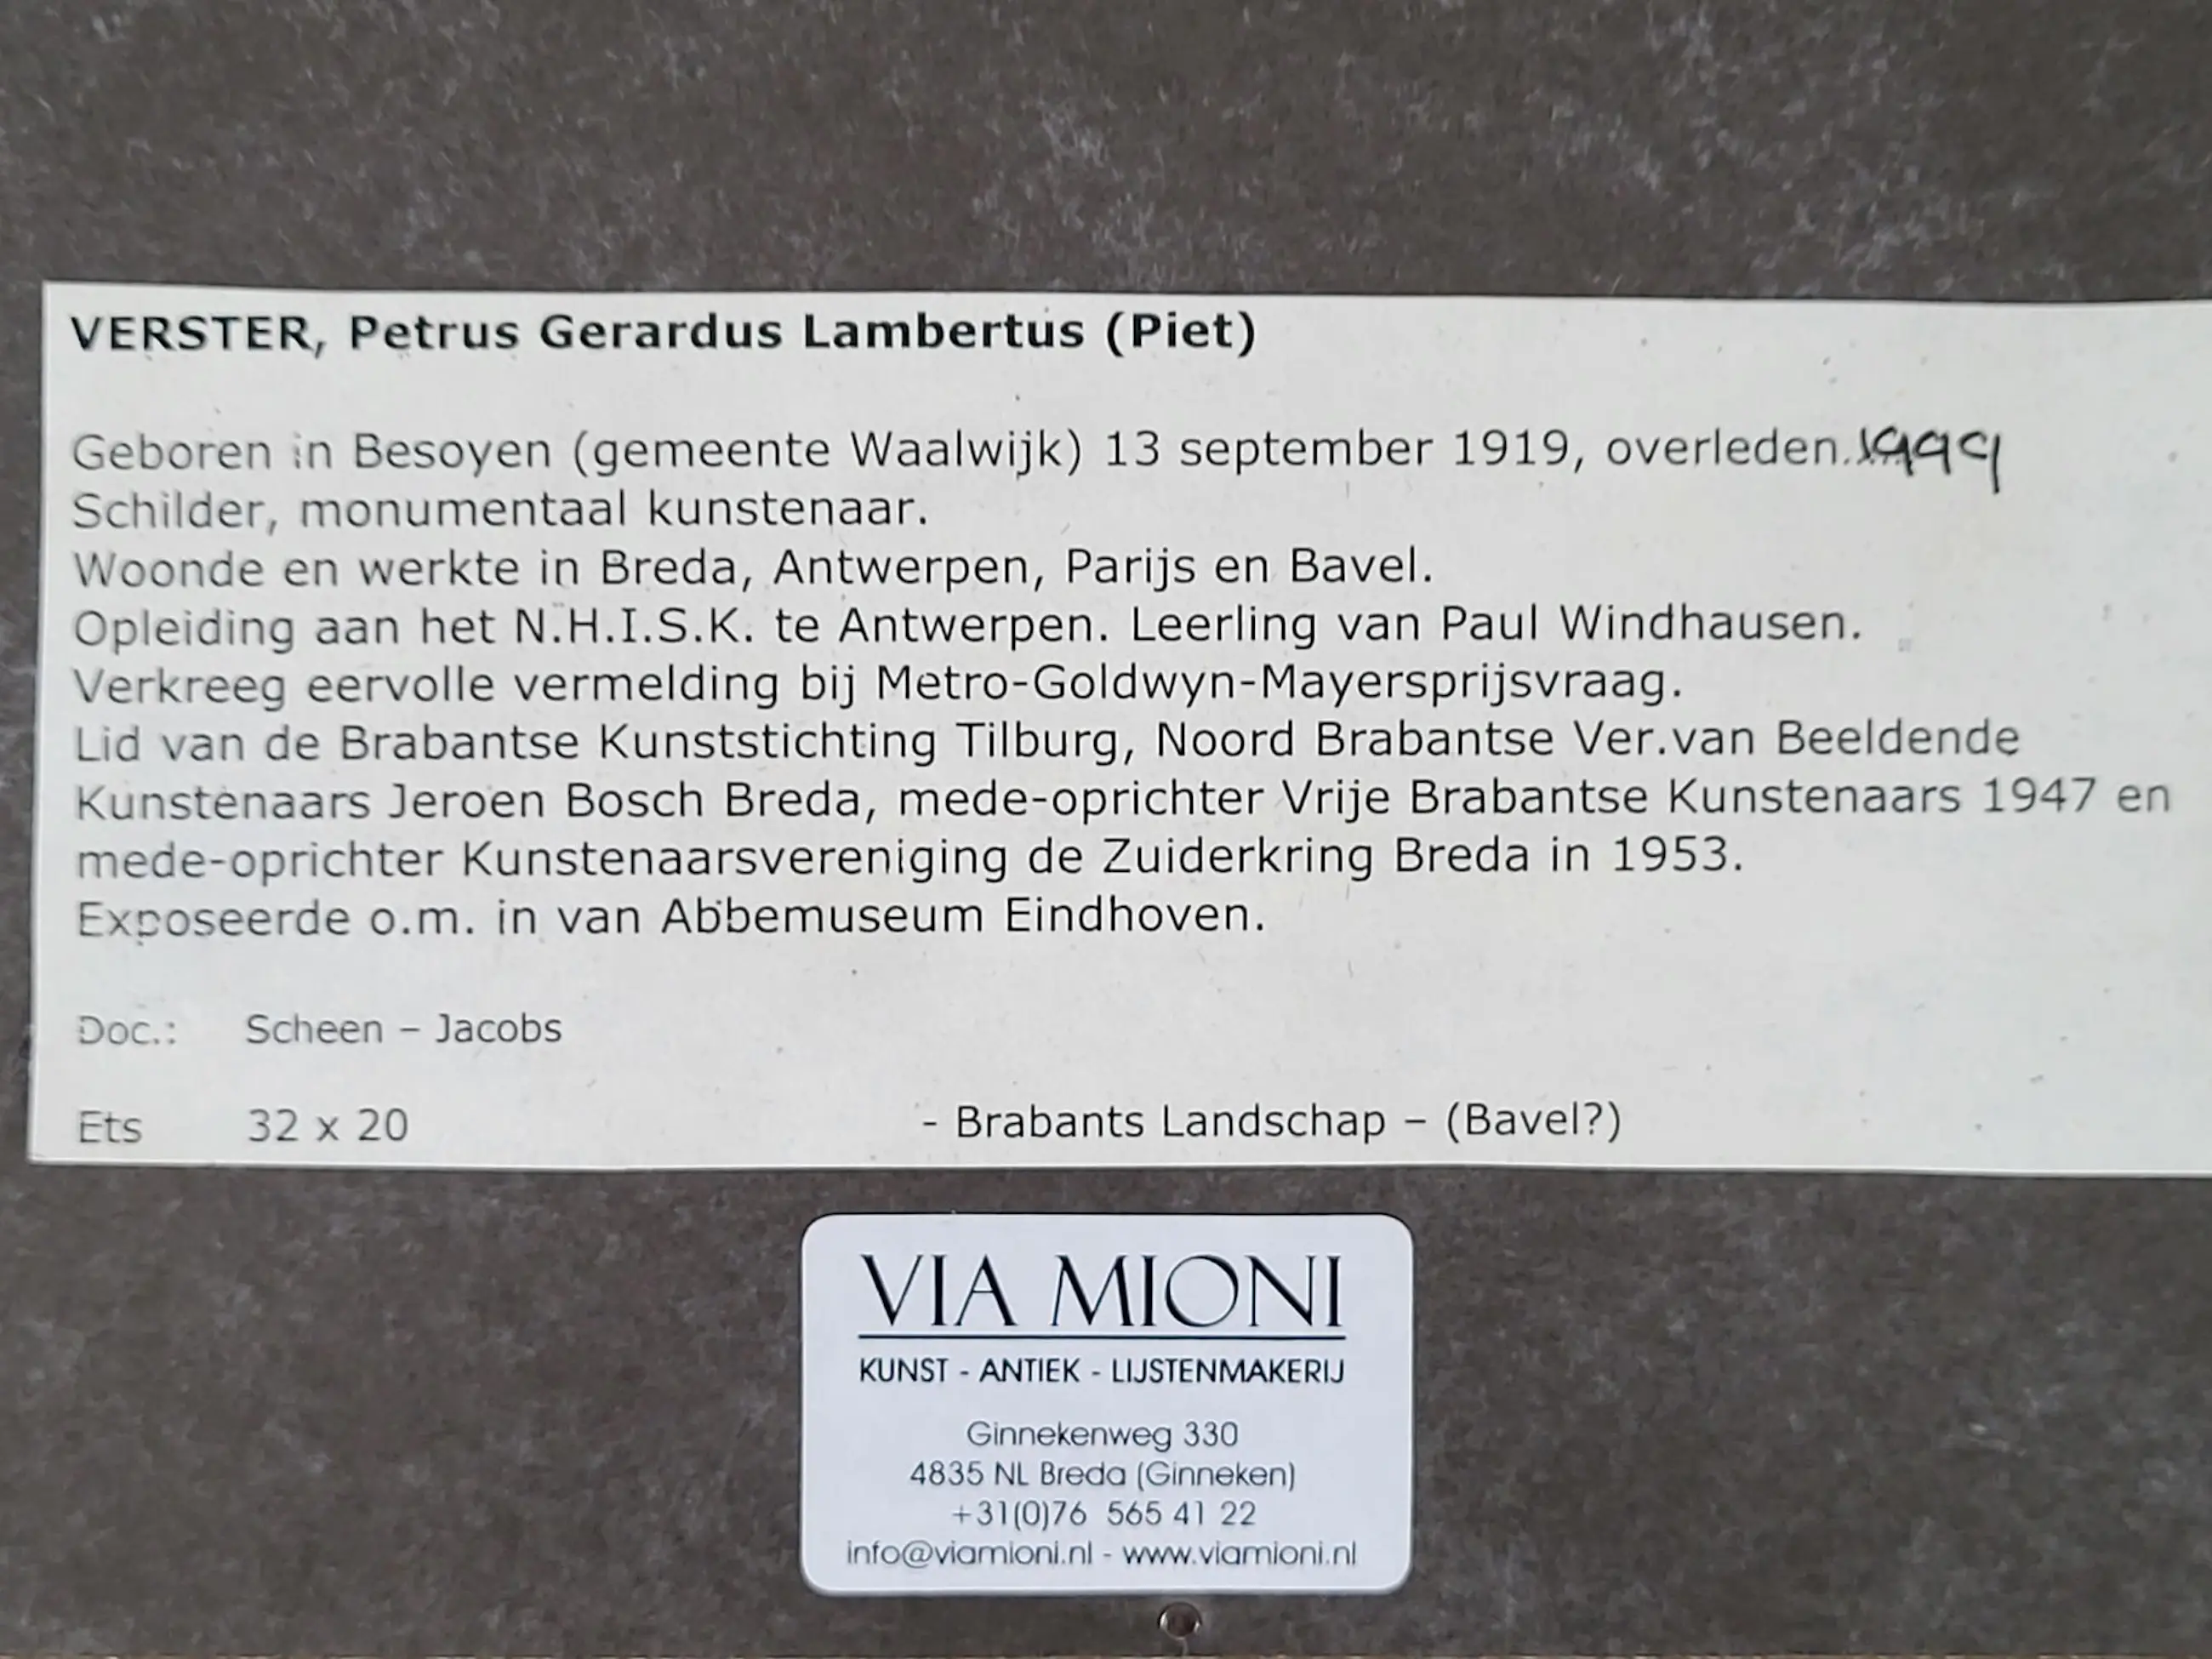 VERSTER, Petrus Gerardus Lambertus (Piet)
Geboren in Besoyen (gemeente Waalwijk) 13 september 1919, overleden..1999
Schilder, monumentaal kunstenaar.
Woonde en werkte in Breda, Antwerpen, Parijs en Bavel.
Opleiding aan het N.H.I.S.K. te Antwerpen. Leerling van Paul Windhausen.
Verkreeg eervolle vermelding bij Metro-Goldwyn-Mayersprijsvraag.
Lid van de Brabantse Kunststichting Tilburg, Noord Brabantse Ver.van Beeldende
Kunstenaars Jeroen Bosch Breda, mede-oprichter Vrije Brabantse Kunstenaars 1947 en
mede-oprichter Kunstenaarsvereniging de Zuiderkring Breda in 1953.
Exposeerde o.m. in van Abbemuseum Eindhoven.
Doc.: Scheen – Jacobs
Ets 32 x 20 - Brabants Landschap – (Bavel?)
VIA MIONI
KUNST - ANTIEK - LIJSTENMAKERIJ
Ginnekenweg 330
4835 NL Breda (Ginneken)
+31(0)76 565 41 22
info@viamioni.nl - www.viamioni.nl